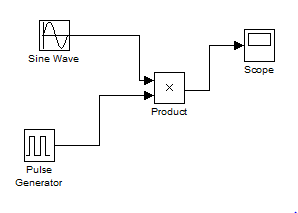 Sine Wave
Scope
Product
Pulse
Generator